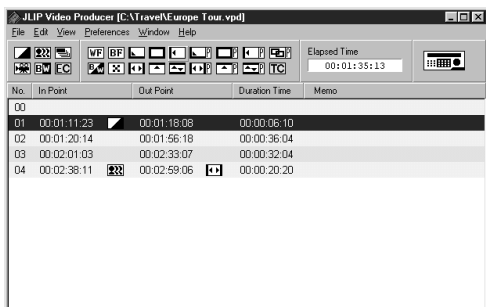 JLIP Video Producer [C:\Travel\Europe Tour.vpd]
File Edit View Preferences Window Help
WF BF P P P P Elapsed Time
BW EC B/W P P TC 00:01:35:13
No. In Point Out Point Duration Time Memo
00
01 00:01:11:23 00:01:18:08 00:00:06:10
02 00:01:20:14 00:01:56:18 00:00:36:04
03 00:02:01:03 00:02:33:07 00:00:32:04
04 00:02:38:11 00:02:59:06 00:00:20:20